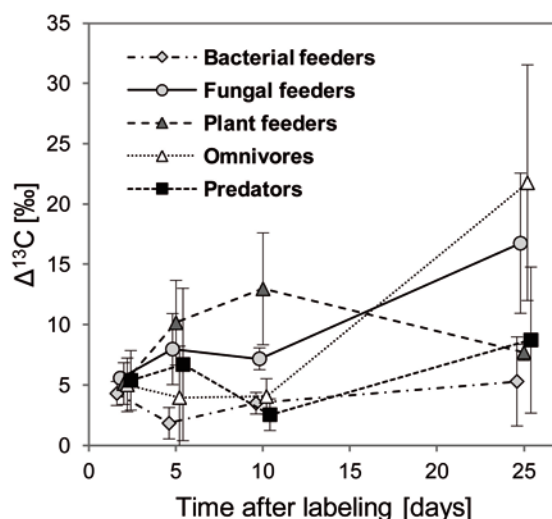 35
30
25
20
15
10
5
0
Δ13C [‰]
Bacterial feeders
Fungal feeders
Plant feeders
Omnivores
Predators
0 5 10 15 20 25
Time after labeling [days]